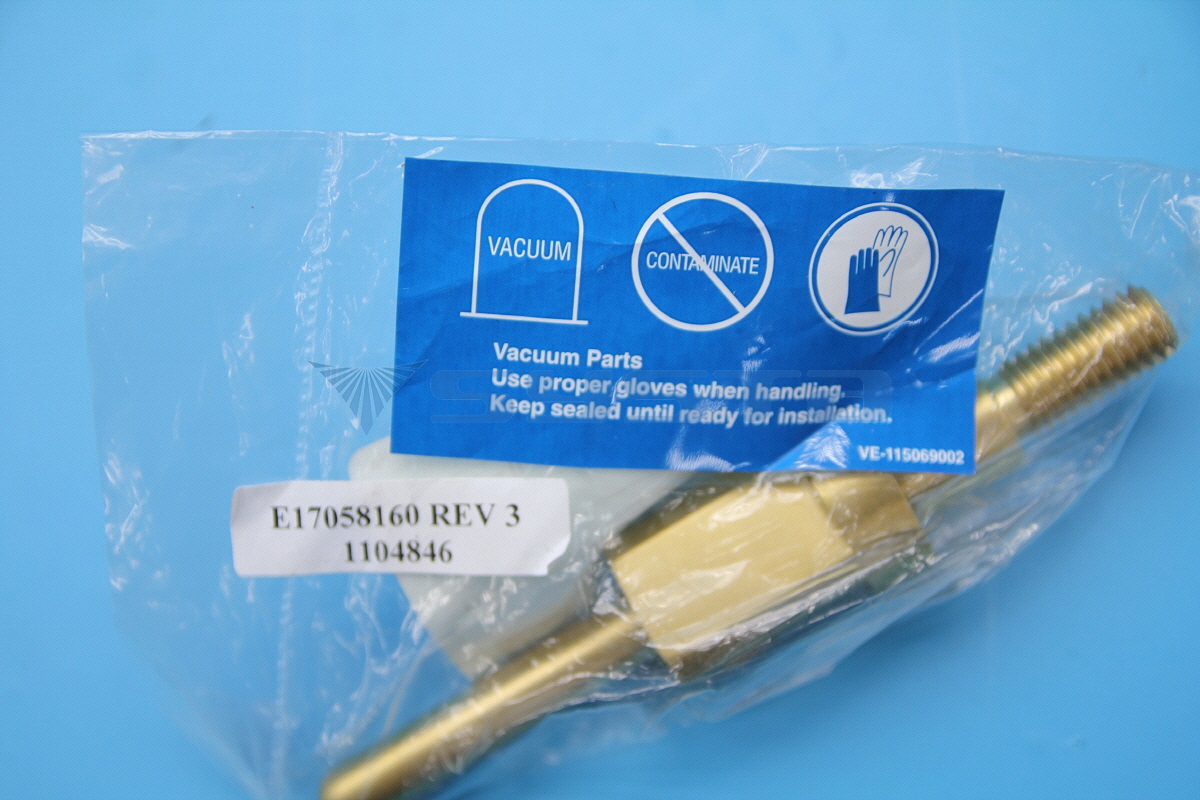 VACUUM
CONTAMINATE
Vacuum Parts
Use proper gloves when handling.
Keep sealed until ready for installation.
VE-115069002
E17058160 REV 3
1104846